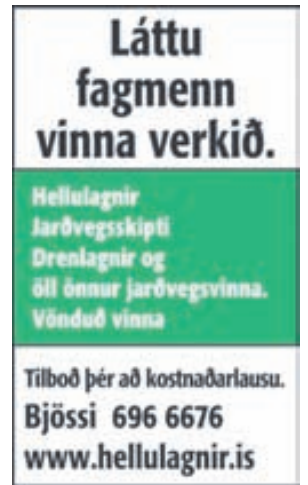 Láttu
fagmenn
vinna verkið.
Hellulagnir
Jarðvegsskipti
Drenlagnir og
öll önnur jarðvegsvinna.
Vönduð vinna
Tilboð þér að kostnaðarlausu.
Bjössi 696 6676
www.hellulagnir.is